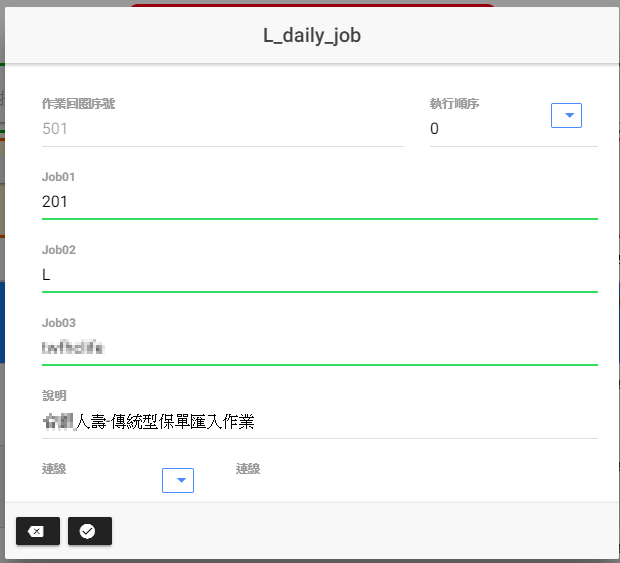 L_daily_job
作業回圈序號
執行順序
501
0
Job01
201
Job02
L
Job03
說明
人壽-傳統型保單匯入作業
連線
連線